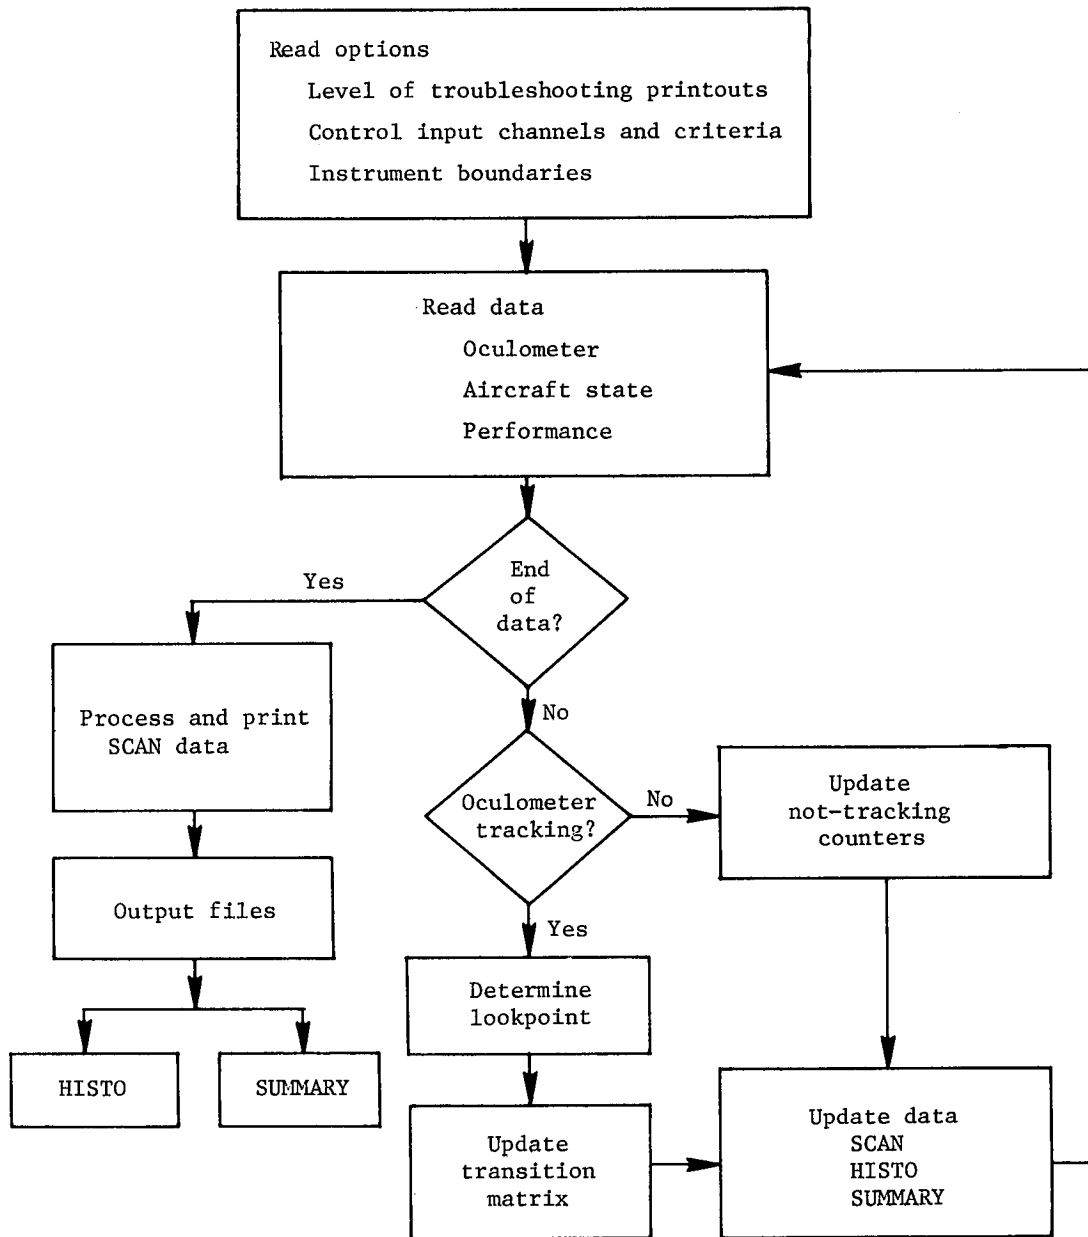 Read options
Level of troubleshooting printouts
Control input channels and criteria
Instrument boundaries
Read data
Oculometer
Aircraft state
Performance
End
of
data?
Yes
No
Process and print
SCAN data
Oculometer
tracking?
No
Update
not-tracking
counters
Output files
Yes
Determine
lookpoint
HISTO
SUMMARY
Update
transition
matrix
Update data
SCAN
HISTO
SUMMARY